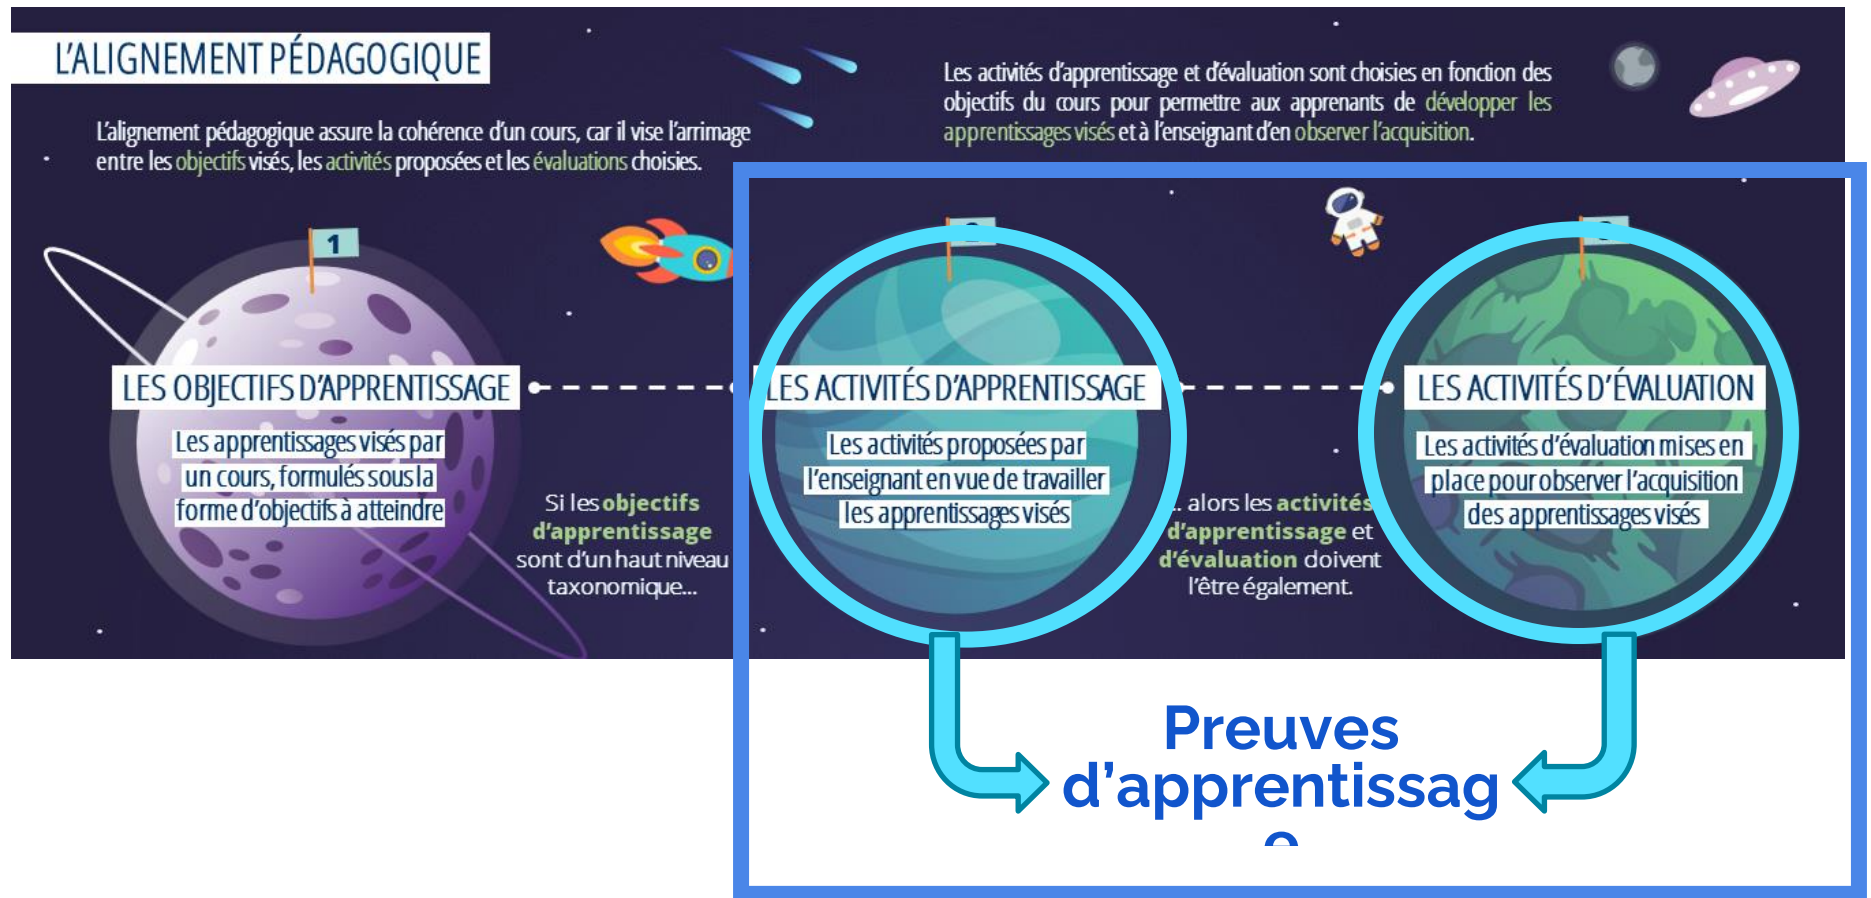 L'ALIGNEMENT PÉDAGOGIQUE
L'alignement pédagogique assure la cohérence d'un cours, car il vise l'arrimage
entre les objectifs visés, les activités proposées et les évaluations choisies.
Les activités d'apprentissage et d'évaluation sont choisies en fonction des
objectifs du cours pour permettre aux apprenants de développer les
apprentissages visés et à l'enseignant d'en observer l'acquisition.
1
LES OBJECTIFS D'APPRENTISSAGE
Les apprentissages visés par
un cours, formulés sous la
forme d'objectifs à atteindre
Si les objectifs
d'apprentissage
sont d'un haut niveau
taxonomique...
LES ACTIVITÉS D'APPRENTISSAGE
Les activités proposées par
l'enseignant en vue de travailler
les apprentissages visés
.. alors les activités
d'apprentissage et
d'évaluation doivent
l'être également.
LES ACTIVITÉS D'ÉVALUATION
Les activités d'évaluation mises en
place pour observer l'acquisition
des apprentissages visés
Preuves
d'apprentissag
e